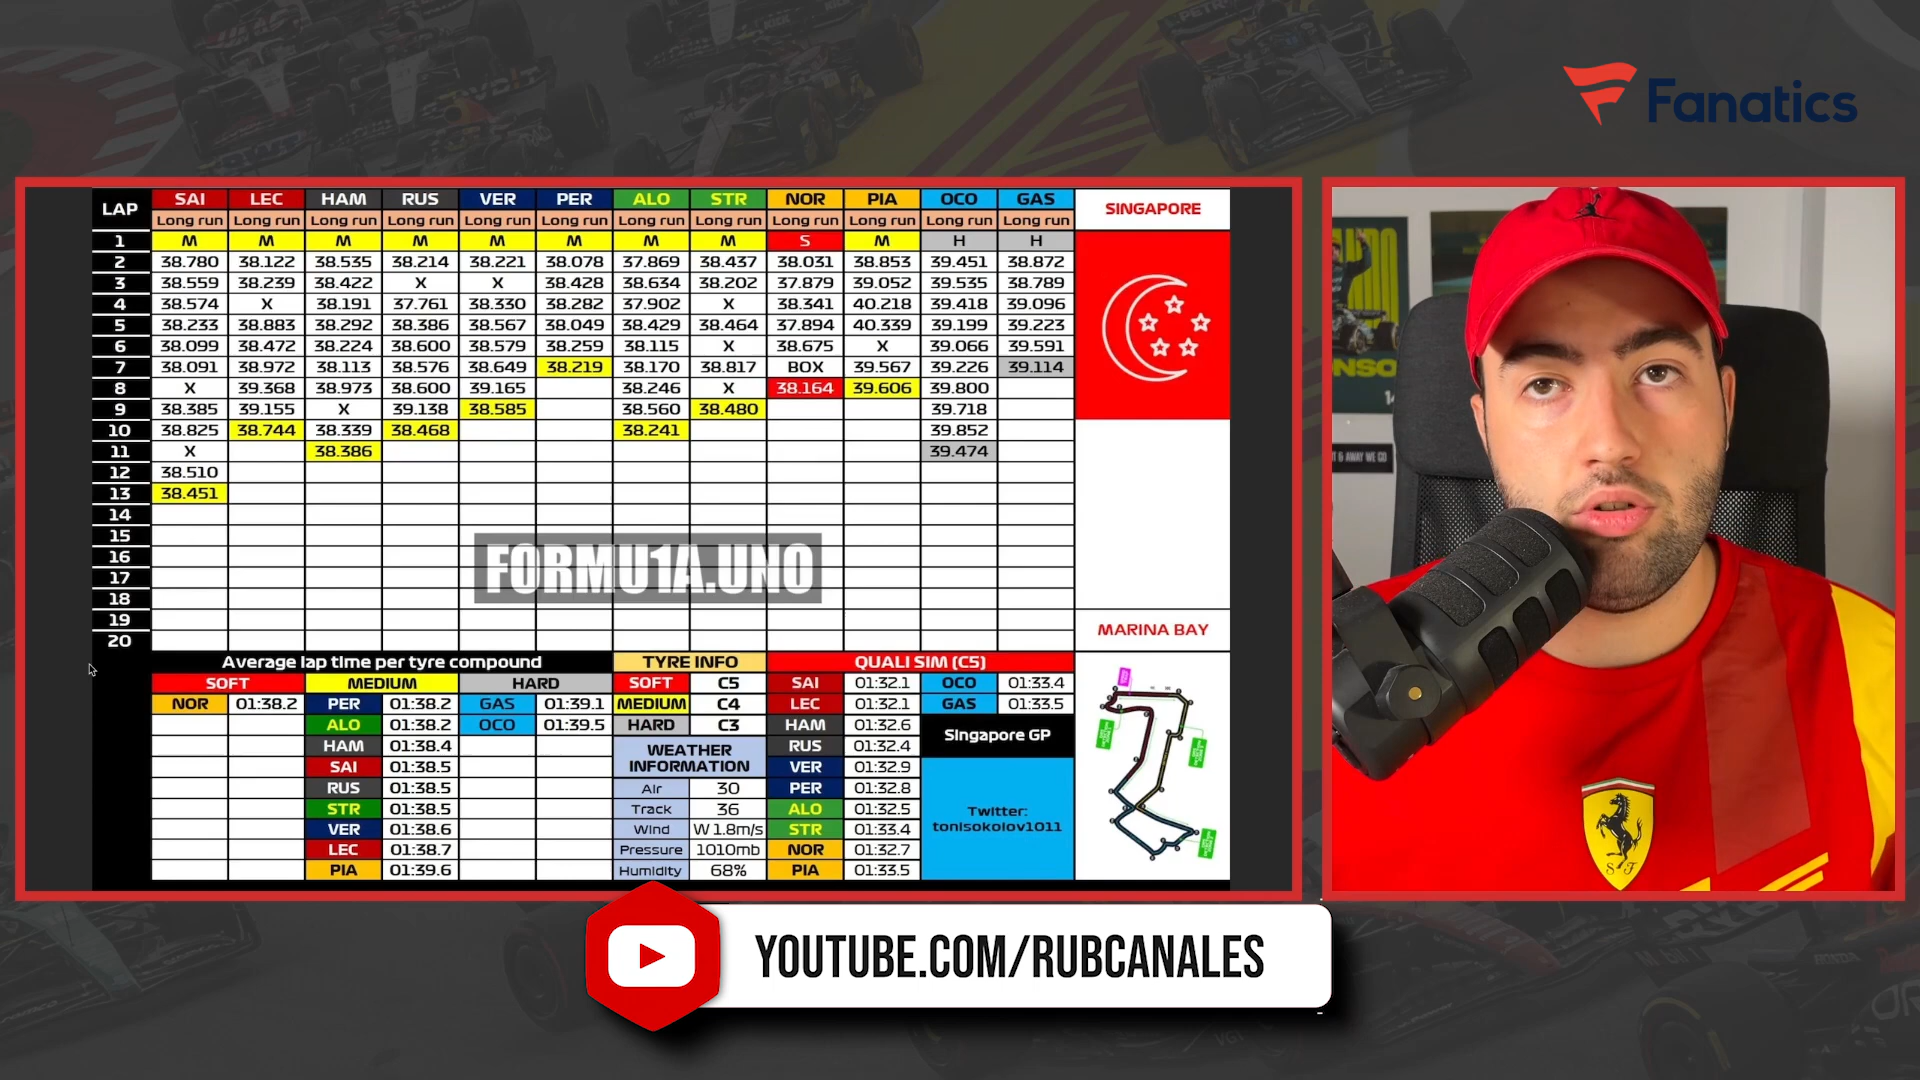 Fanatics
LAP SAI LEC HAM RUS VER PER ALO STR NOR PIA OCO GAS SINGAPORE
Long run Long run Long run Long run Long run Long run Long run Long run Long run Long run Long run Long run
1 M M M M M M M M S M H H
2 38.780 38.122 38.535 38.214 38.221 38.078 37.869 38.437 38.031 38.853 39.451 38.872
3 38.559 38.239 38.422 X X 38.428 38.634 38.202 37.879 39.052 39.535 38.789
4 38.574 X 38.191 37.761 38.330 38.282 37.902 X 38.341 40.218 39.418 39.096
5 38.233 38.883 38.292 38.386 38.567 38.049 38.429 38.464 37.894 40.339 39.199 39.223
6 38.099 38.472 38.224 38.600 38.579 38.259 38.115 X 38.675 X 39.066 39.591
7 38.091 38.972 38.113 38.576 38.649 38.219 38.170 38.817 BOX 39.567 39.226 39.114
8 X 39.368 38.973 38.600 39.165 38.246 X 38.164 39.606 39.800
9 38.385 39.155 X 39.138 38.585 38.560 38.480 39.718
10 38.825 38.744 38.339 38.468 38.241 39.852
11 X 38.386 39.474
12 38.510
13 38.451
14
15
16
17
18
19
20
FORMU1A.UNO
MARINA BAY
Average lap time per tyre compound TYRE INFO QUALI SIM (C5)
SOFT MEDIUM HARD SOFT C5 SAI 01:32.1 OCO 01:33.4
NOR 01:38.2 PER 01:38.2 GAS 01:39.1 MEDIUM C4 LEC 01:32.1 GAS 01:33.5
ALO 01:38.2 OCO 01:39.5 HARD C3 HAM 01:32.6
HAM 01:38.4 WEATHER INFORMATION RUS 01:32.4 Singapore GP
SAI 01:38.5 VER 01:32.9
RUS 01:38.5 Air 30 PER 01:32.8
STR 01:38.5 Track 36 ALO 01:32.5 Twitter:
VER 01:38.6 Wind W 1.8m/s STR 01:33.4 tonisokolov1011
LEC 01:38.7 Pressure 1010mb NOR 01:32.7
PIA 01:39.6 Humidity 68% PIA 01:33.5
NSO
T & AWAY WE GO
S F
YOUTUBE.COM/RUBCANALES